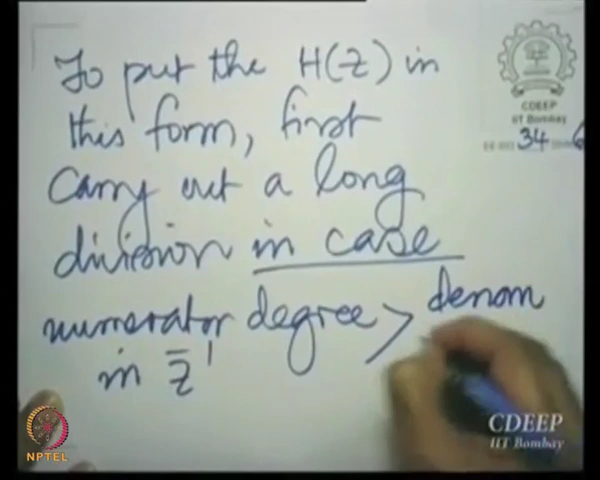 To put the H(Z) in
this form, first
carry out a long
division in case
numerator degree > denom
in z⁻¹
CDEEP
IIT Bombay
34
CDEEP
IIT Bombay
NPTEL